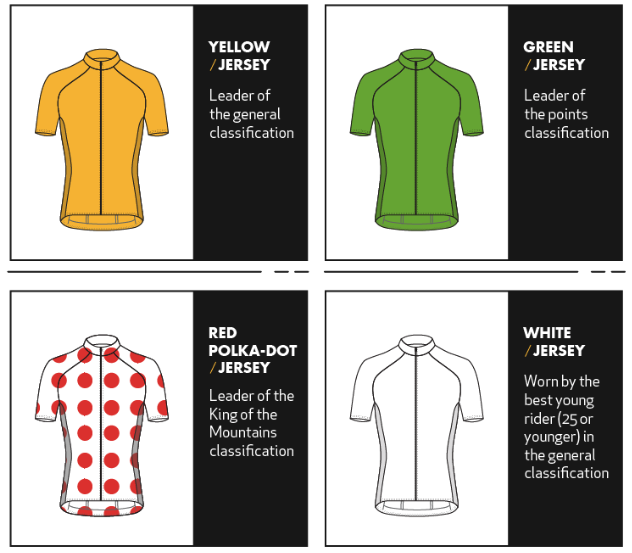 YELLOW
/JERSEY
Leader of
the general
classification
GREEN
/JERSEY
Leader of
the points
classification
RED
POLKA-DOT
/JERSEY
Leader of the
King of the
Mountains
classification
WHITE
/JERSEY
Worn by the
best young
rider (25 or
younger) in
the general
classification